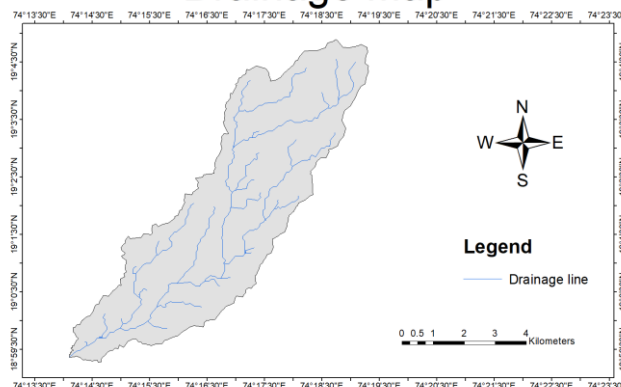 Drainage Map
74°13'30"E 74°14'30"E 74°15'30"E 74°16'30"E 74°17'30"E 74°18'30"E 74°19'30"E 74°20'30"E 74°21'30"E 74°22'30"E 74°23'30"E
19°4'30"N
19°3'30"N
19°2'30"N
19°1'30"N
19°0'30"N
18°59'30"N
N
W E
S
Legend
Drainage line
0 0.5 1 2 3 4
Kilometers
74°13'30"E 74°14'30"E 74°15'30"E 74°16'30"E 74°17'30"E 74°18'30"E 74°19'30"E 74°20'30"E 74°21'30"E 74°22'30"E 74°23'30"E